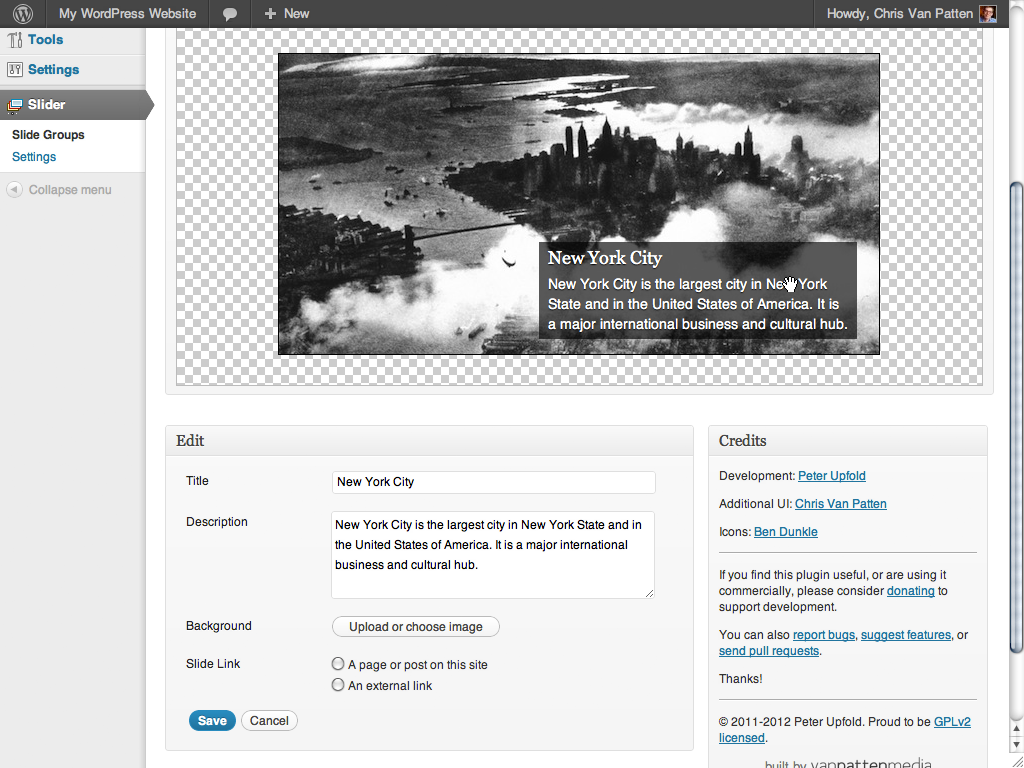 My WordPress Website
+ New
Howdy, Chris Van Patten
Tools
Settings
Slider
Slide Groups
Settings
Collapse menu
New York City
New York City is the largest city in New York
State and in the United States of America. It is
a major international business and cultural hub.
Edit
Title
New York City
Description
New York City is the largest city in New York State and in
the United States of America. It is a major international
business and cultural hub.
Background
Upload or choose image
Slide Link
A page or post on this site
An external link
Save
Cancel
Credits
Development: Peter Upfold
Additional UI: Chris Van Patten
Icons: Ben Dunkle
If you find this plugin useful, or are using it
commercially, please consider donating to
support development.
You can also report bugs, suggest features, or
send pull requests.
Thanks!
© 2011-2012 Peter Upfold. Proud to be GPLv2
licensed.
built by vanpattenmedia